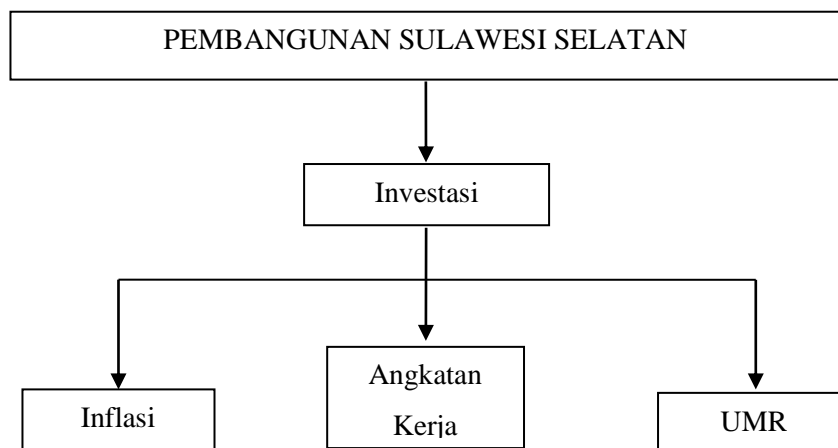 PEMBANGUNAN SULAWESI SELATAN
Investasi
Angkatan
Kerja
Inflasi
UMR